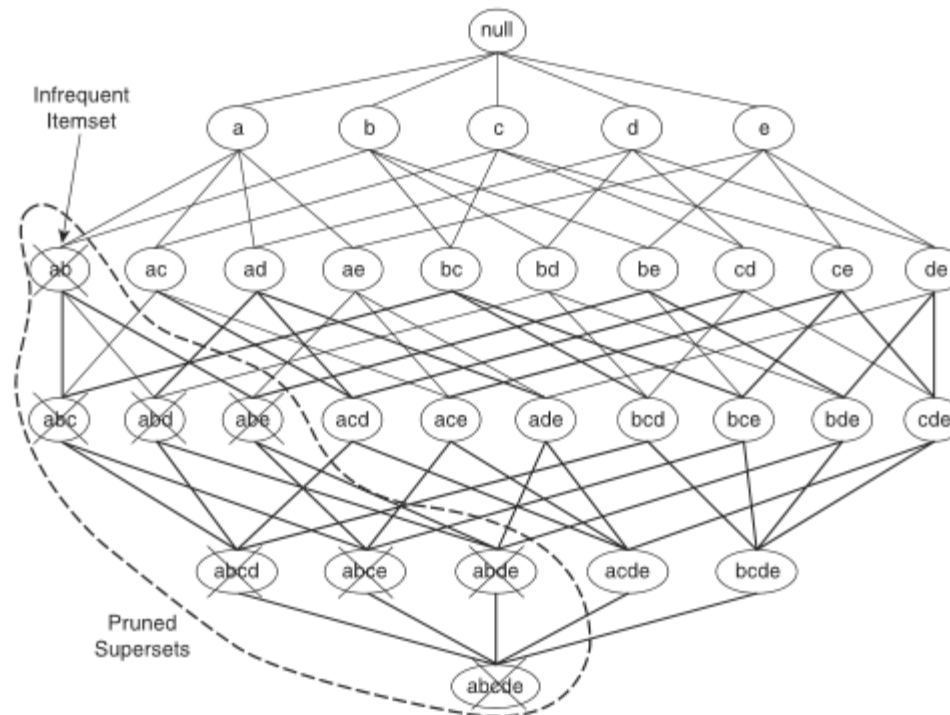 null
Infrequent
Itemset
a b c d e
ab ac ad ae bc bd be cd ce de
abc abd abe acd ace ade bcd bce bde cde
abcd abce abde acde bcde
Pruned
Supersets
abcde